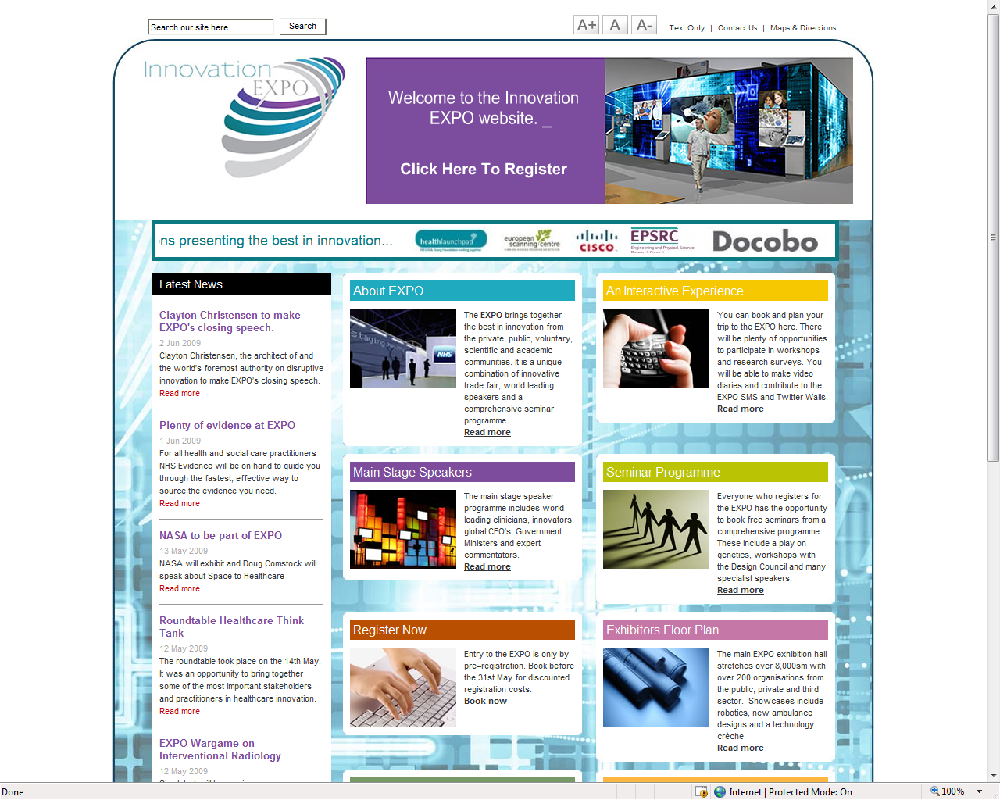 Search our site here
Search
A+ A A-
Text Only | Contact Us | Maps & Directions
Innovation
EXPO
Welcome to the Innovation
EXPO website. _
Click Here To Register
ns presenting the best in innovation...
healthlaunchpad
european
scanning centre
CISCO
EPSRC
Engineering and Physical Sciences
Research Council
Docobo
Latest News
Clayton Christensen to make
EXPO's closing speech.
2 Jun 2009
Clayton Christensen, the architect of and
the world's foremost authority on disruptive
innovation to make EXPO's closing speech.
Read more
Plenty of evidence at EXPO
1 Jun 2009
For all health and social care practitioners
NHS Evidence will be on hand to guide you
through the fastest, effective way to
source the evidence you need.
Read more
NASA to be part of EXPO
13 May 2009
NASA will exhibit and Doug Comstock will
speak about Space to Healthcare
Read more
Roundtable Healthcare Think
Tank
12 May 2009
The roundtable took place on the 14th May.
It was an opportunity to bring together
some of the most important stakeholders
and practitioners in healthcare innovation.
Read more
EXPO Wargame on
Interventional Radiology
12 May 2009
About EXPO
Staying
NHS
The EXPO brings together
the best in innovation from
the private, public, voluntary,
scientific and academic
communities. It is a unique
combination of innovative
trade fair, world leading
speakers and a
comprehensive seminar
programme
Read more
An Interactive Experience
You can book and plan your
trip to the EXPO here. There
will be plenty of opportunities
to participate in workshops
and research surveys. You
will be able to make video
diaries and contribute to the
EXPO SMS and Twitter Walls.
Read more
Main Stage Speakers
The main stage speaker
programme includes world
leading clinicians, innovators,
global CEO's, Government
Ministers and expert
commentators.
Read more
Seminar Programme
Everyone who registers for
the EXPO has the opportunity
to book free seminars from a
comprehensive programme.
These include a play on
genetics, workshops with
the Design Council and many
specialist speakers.
Read more
Register Now
Entry to the EXPO is only by
pre–registration. Book before
the 31st May for discounted
registration costs.
Book now
Exhibitors Floor Plan
The main EXPO exhibition hall
stretches over 8,000sm with
over 200 organisations from
the public, private and third
sector. Showcases include
robotics, new ambulance
designs and a technology
crèche
Read more
Done
Internet | Protected Mode: On
100%